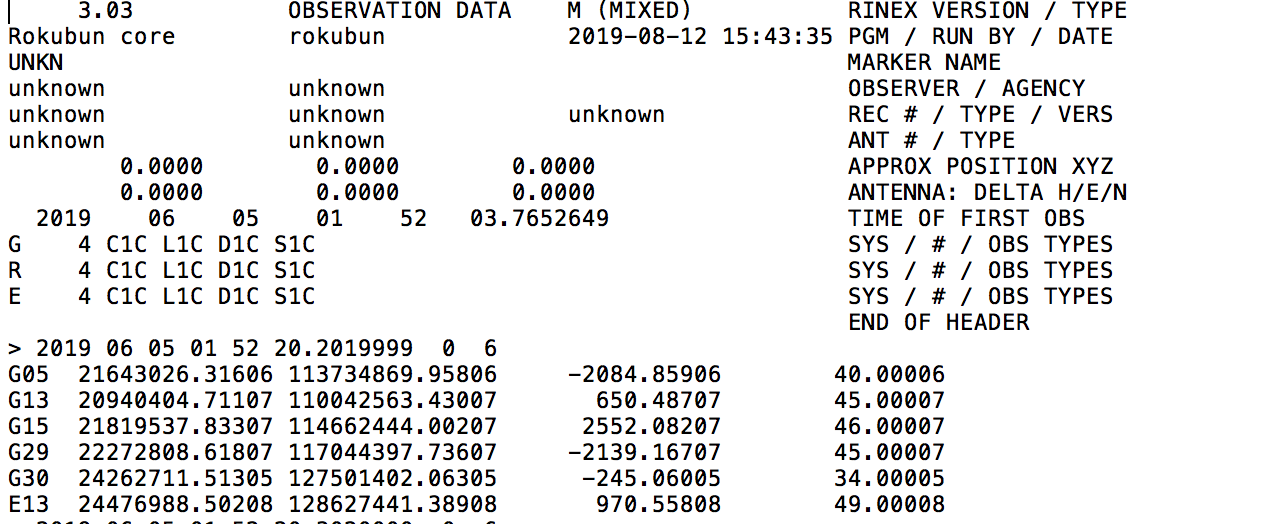 3.03 OBSERVATION DATA M (MIXED) RINEX VERSION / TYPE
Rokubun core rokubun 2019-08-12 15:43:35 PGM / RUN BY / DATE
UNKN MARKER NAME
unknown unknown OBSERVER / AGENCY
unknown unknown unknown REC # / TYPE / VERS
unknown unknown ANT # / TYPE
0.0000 0.0000 0.0000 APPROX POSITION XYZ
0.0000 0.0000 0.0000 ANTENNA: DELTA H/E/N
2019 06 05 01 52 03.7652649 TIME OF FIRST OBS
G 4 C1C L1C D1C S1C SYS / # / OBS TYPES
R 4 C1C L1C D1C S1C SYS / # / OBS TYPES
E 4 C1C L1C D1C S1C SYS / # / OBS TYPES
END OF HEADER
> 2019 06 05 01 52 20.2019999 0 6
G05 21643026.31606 113734869.95806 -2084.85906 40.00006
G13 20940404.71107 110042563.43007 650.48707 45.00007
G15 21819537.83307 114662444.00207 2552.08207 46.00007
G29 22272808.61807 117044397.73607 -2139.16707 45.00007
G30 24262711.51305 127501402.06305 -245.06005 34.00005
E13 24476988.50208 128627441.38908 970.55808 49.00008